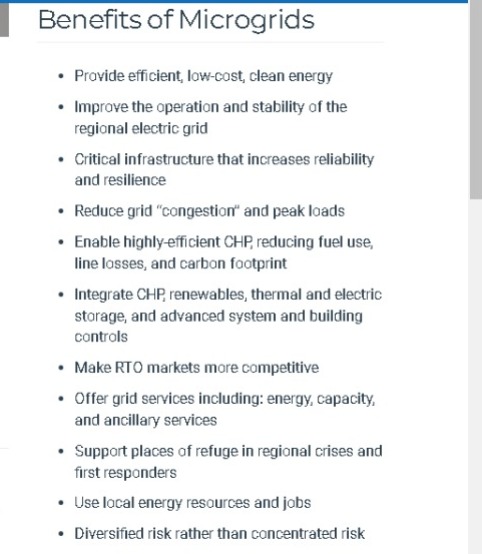 Benefits of Microgrids
• Provide efficient, low-cost, clean energy
• Improve the operation and stability of the
regional electric grid
• Critical infrastructure that increases reliability
and resilience
• Reduce grid "congestion" and peak loads
• Enable highly-efficient CHP, reducing fuel use,
line losses, and carbon footprint
• Integrate CHP, renewables, thermal and electric
storage, and advanced system and building
controls
• Make RTO markets more competitive
• Offer grid services including: energy, capacity,
and ancillary services
• Support places of refuge in regional crises and
first responders
• Use local energy resources and jobs
• Diversified risk rather than concentrated risk